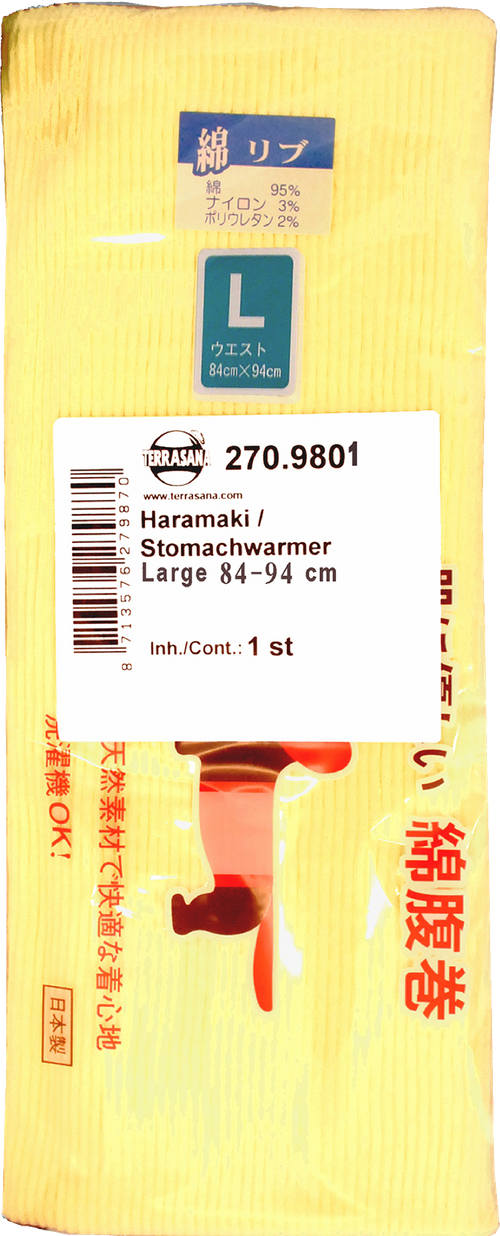 綿 リブ
綿 95%
ナイロン 3%
ポリウレタン 2%
L
ウエスト
84cm×94cm
TERRASANA
270.9801
www.terrasana.com
Haramaki /
Stomachwarmer
Large 84-94 cm
Inh./Cont.: 1 st
8 713576 279870
い 綿腹巻
天然素材で快適な着心地
洗濯機OK!
日本製